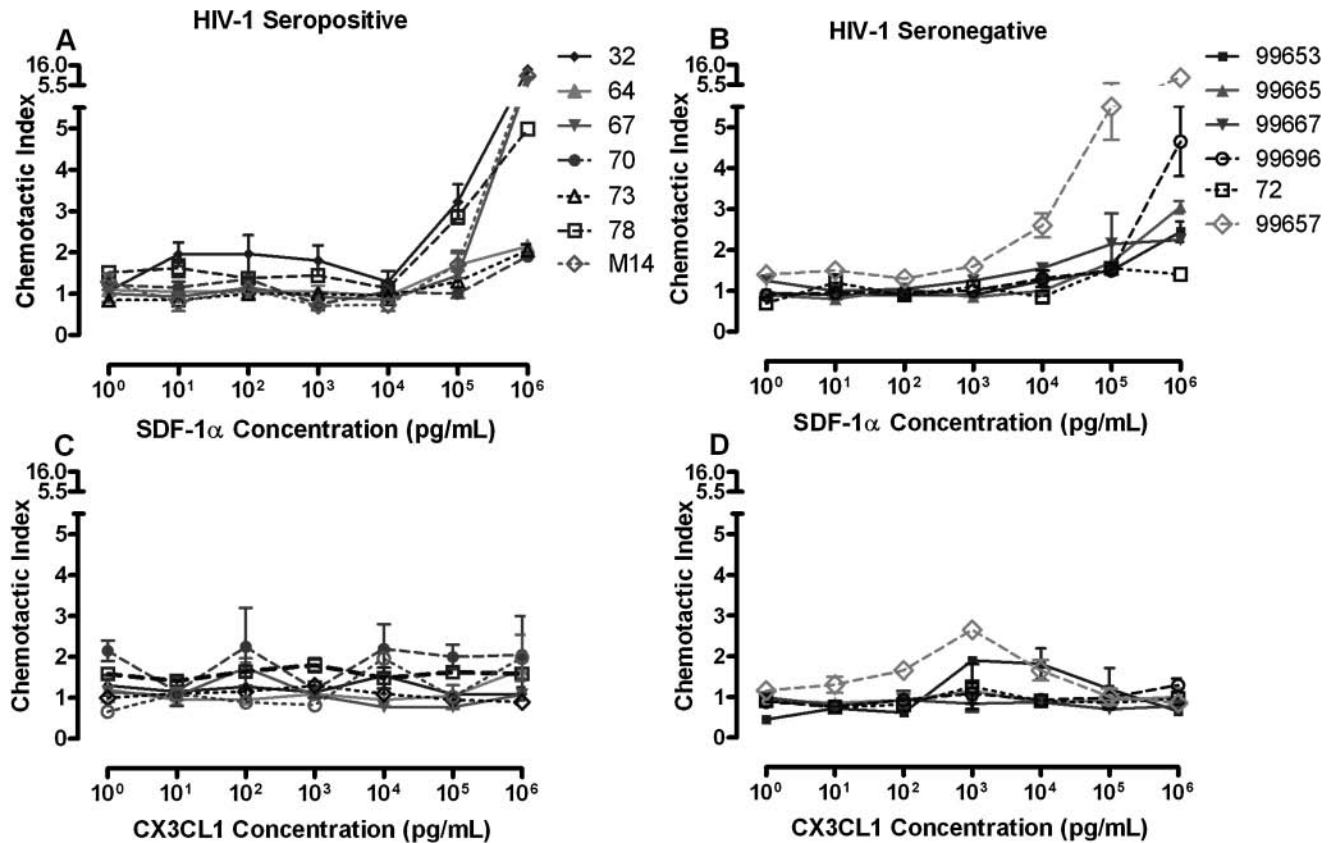 HIV-1 Seropositive
A
16.0
5.5
5
4
3
2
1
0
Chemotactic Index
10⁰ 10¹ 10² 10³ 10⁴ 10⁵ 10⁶
SDF-1α Concentration (pg/mL)
32
64
67
70
73
78
M14
HIV-1 Seronegative
B
16.0
5.5
5
4
3
2
1
0
Chemotactic Index
10⁰ 10¹ 10² 10³ 10⁴ 10⁵ 10⁶
SDF-1α Concentration (pg/mL)
99653
99665
99667
99696
72
99657
C
16.0
5.5
5
4
3
2
1
0
Chemotactic Index
10⁰ 10¹ 10² 10³ 10⁴ 10⁵ 10⁶
CX3CL1 Concentration (pg/mL)
D
16.0
5.5
5
4
3
2
1
0
Chemotactic Index
10⁰ 10¹ 10² 10³ 10⁴ 10⁵ 10⁶
CX3CL1 Concentration (pg/mL)